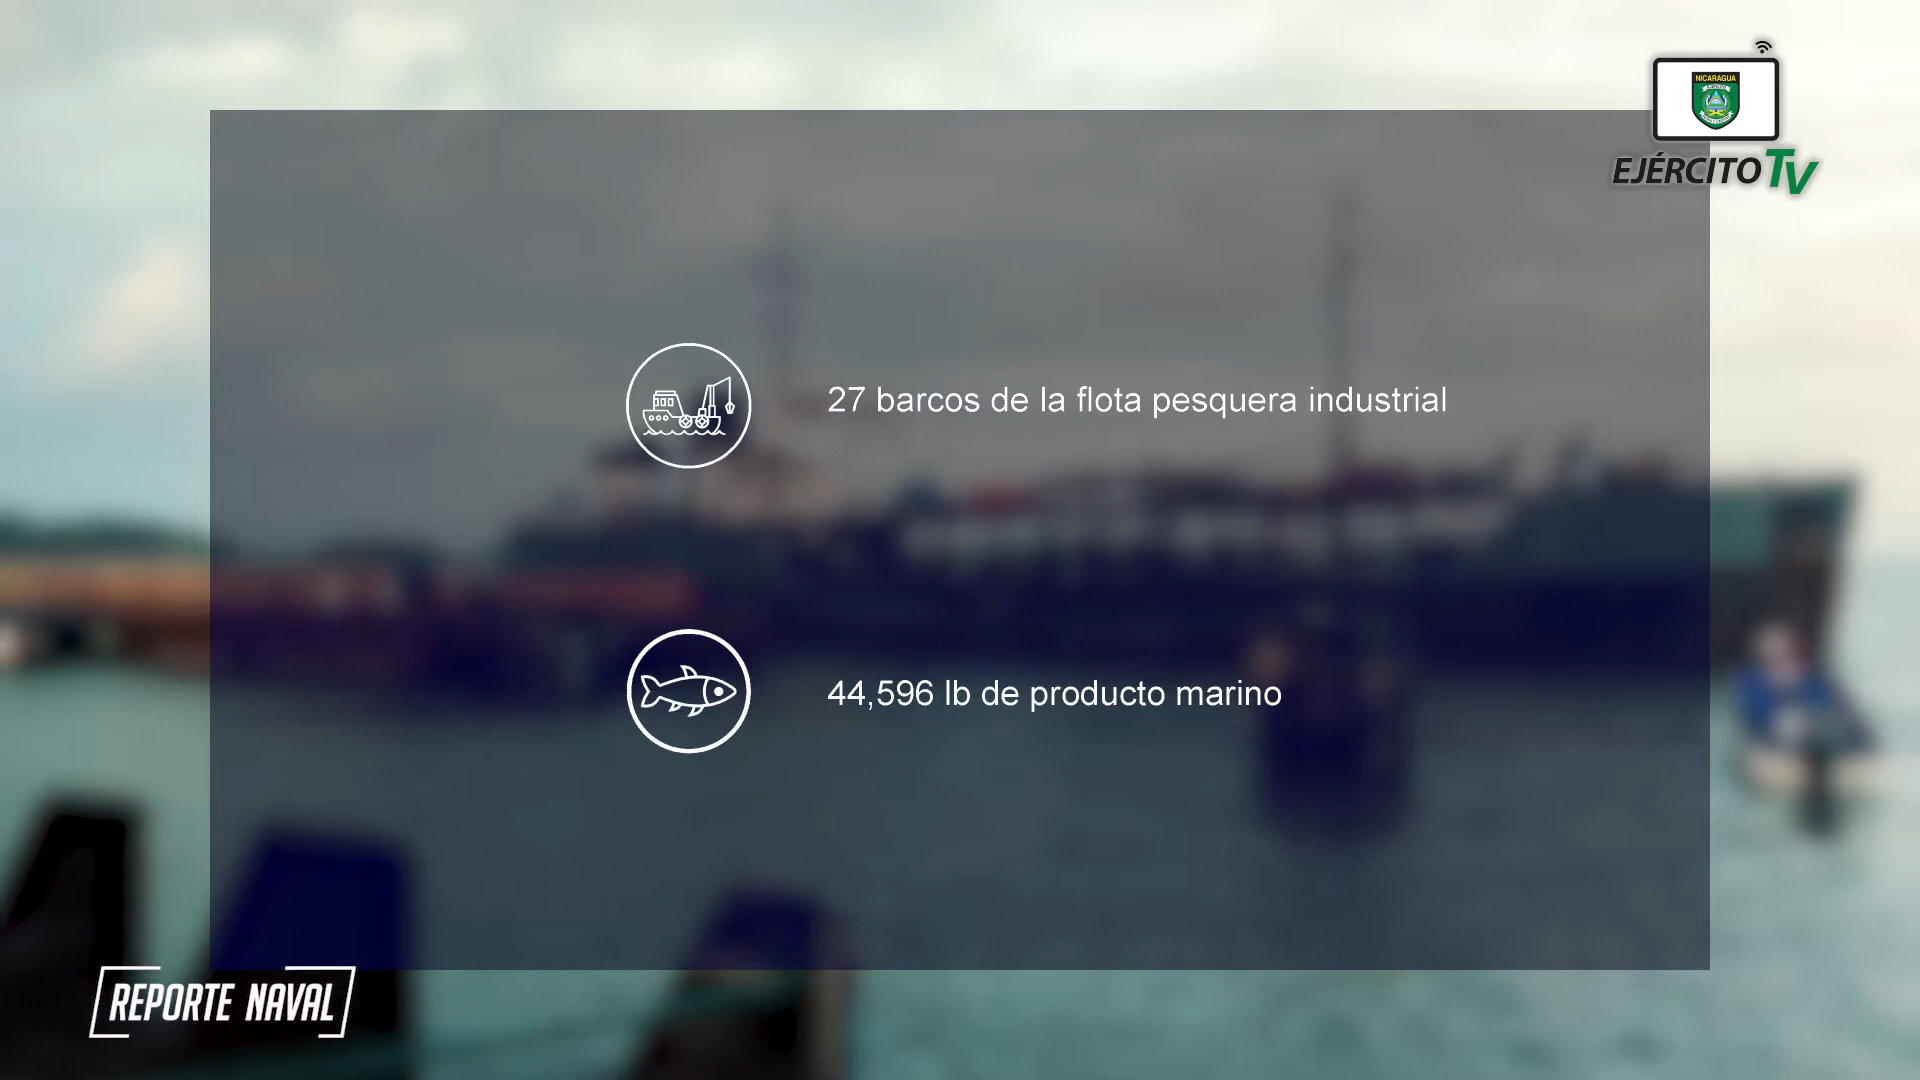 NICARAGUA
EJÉRCITO TV
27 barcos de la flota pesquera industrial
44,596 lb de producto marino
REPORTE NAVAL